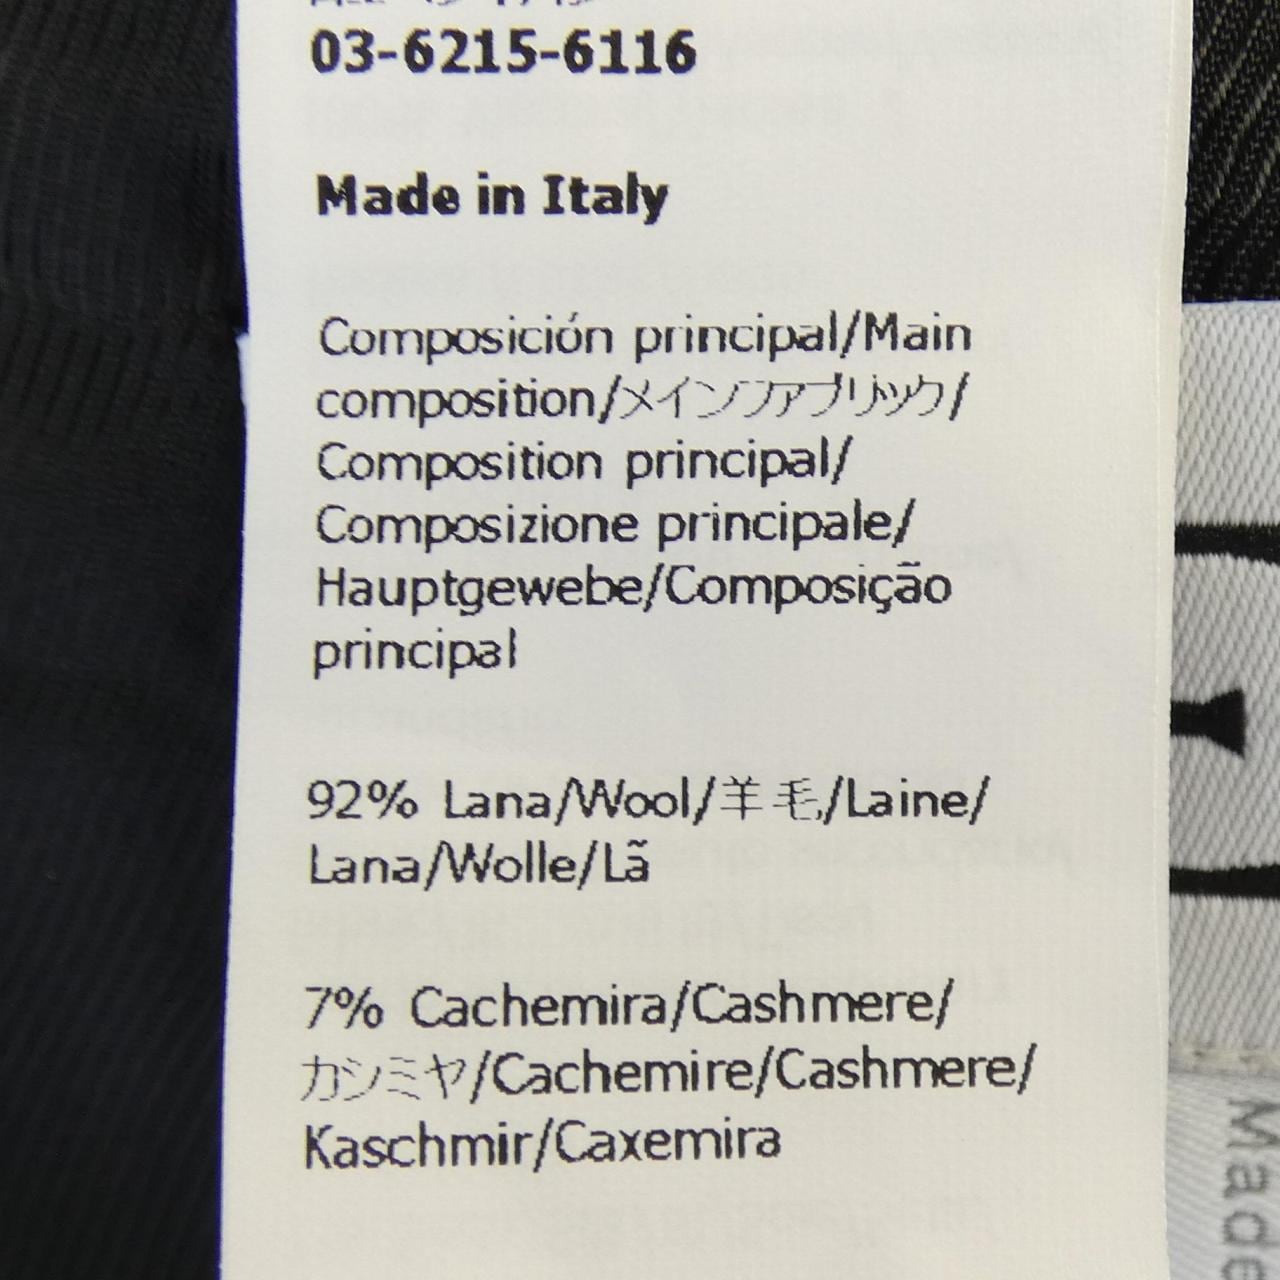 03-6215-6116
Made in Italy
Composición principal/Main
composition/メインファブリック/
Composition principal/
Composizione principale/
Hauptgewebe/Composição
principal
92% Lana/Wool/羊毛/Laine/
Lana/Wolle/Lã
7% Cachemira/Cashmere/
カシミヤ/Cachemire/Cashmere/
Kaschmir/Caxemira
Made